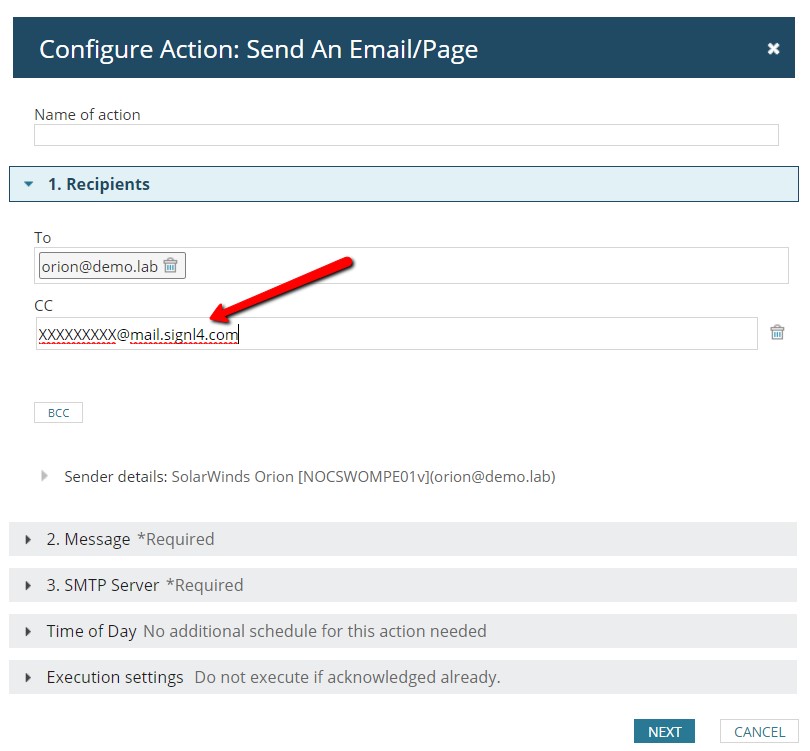 Configure Action: Send An Email/Page
Name of action
1. Recipients
To
orion@demo.lab
CC
XXXXXXXXX@mail.signl4.com
BCC
Sender details: SolarWinds Orion [NOCSWOMPE01v](orion@demo.lab)
2. Message *Required
3. SMTP Server *Required
Time of Day No additional schedule for this action needed
Execution settings Do not execute if acknowledged already.
NEXT CANCEL